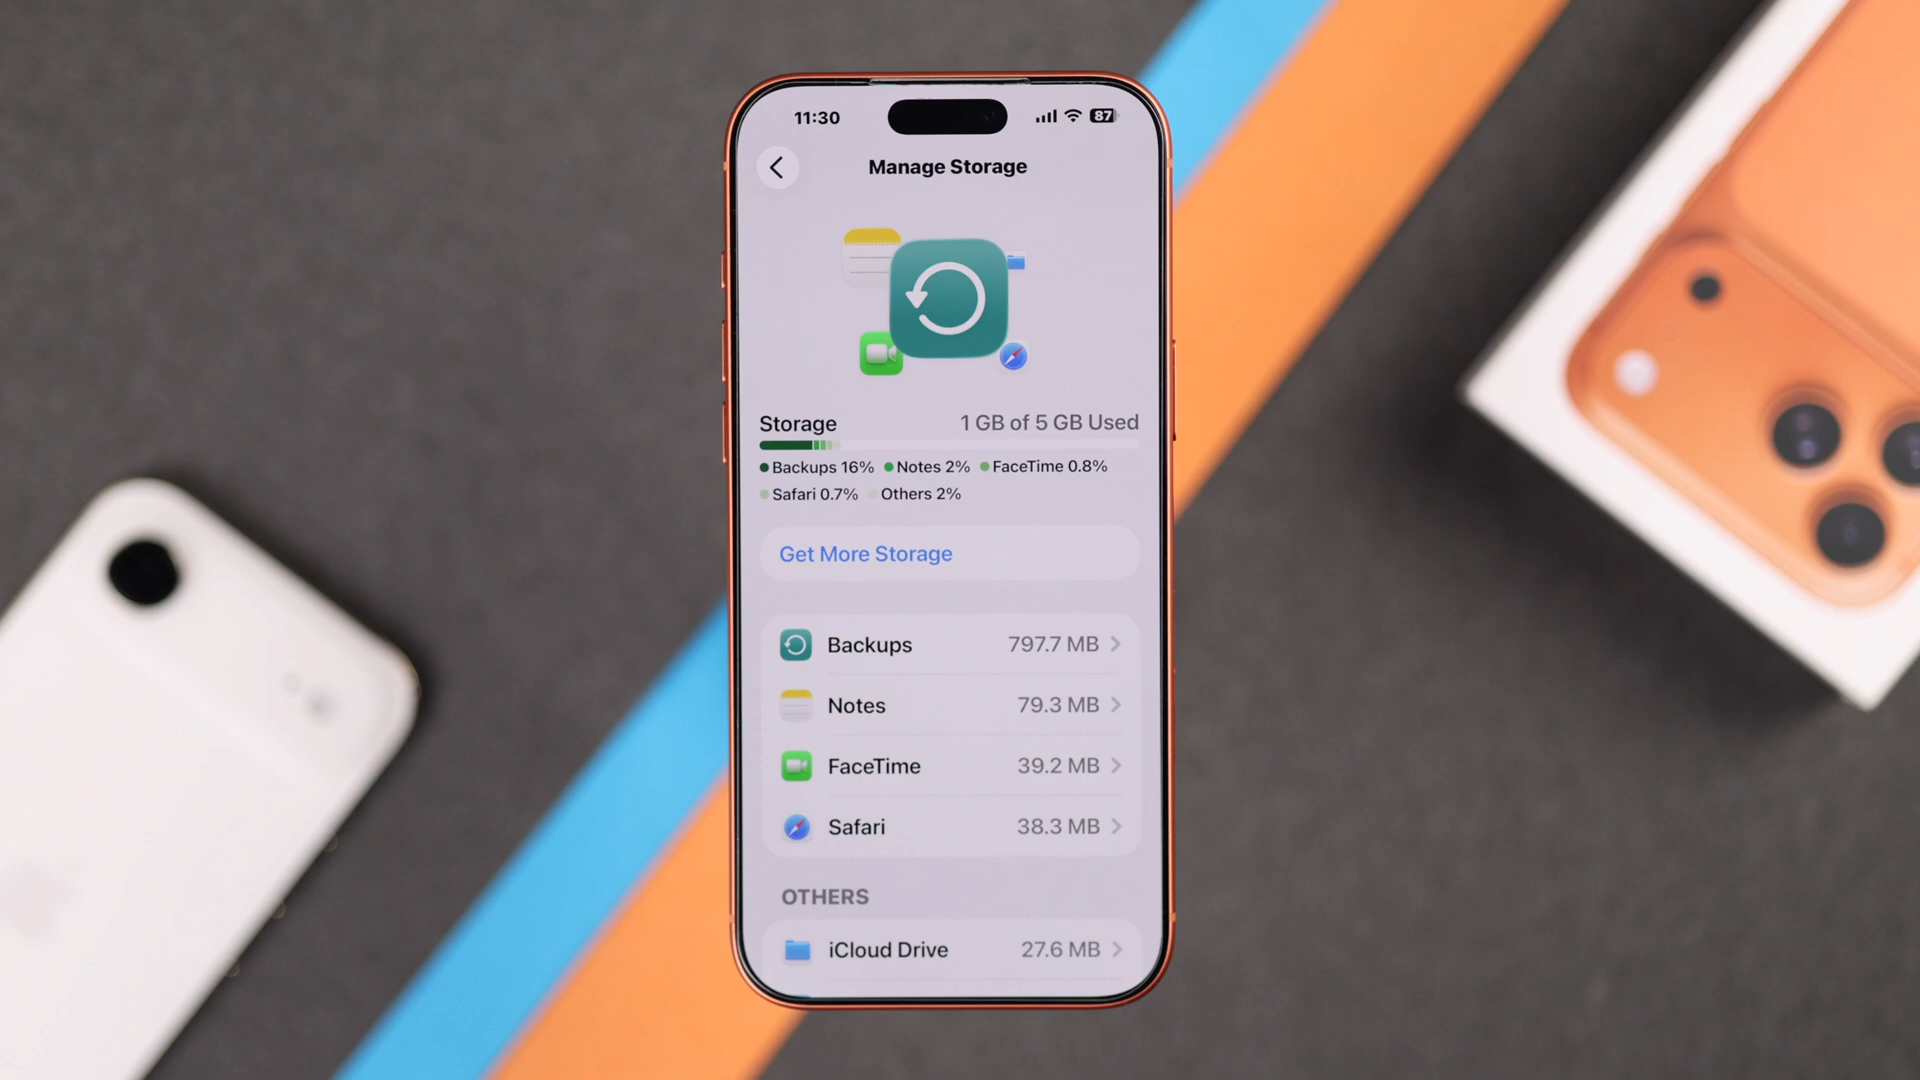 11:30
87
Manage Storage
Storage
1 GB of 5 GB Used
Backups 16% Notes 2% FaceTime 0.8%
Safari 0.7% Others 2%
Get More Storage
Backups 797.7 MB
Notes 79.3 MB
FaceTime 39.2 MB
Safari 38.3 MB
OTHERS
iCloud Drive 27.6 MB